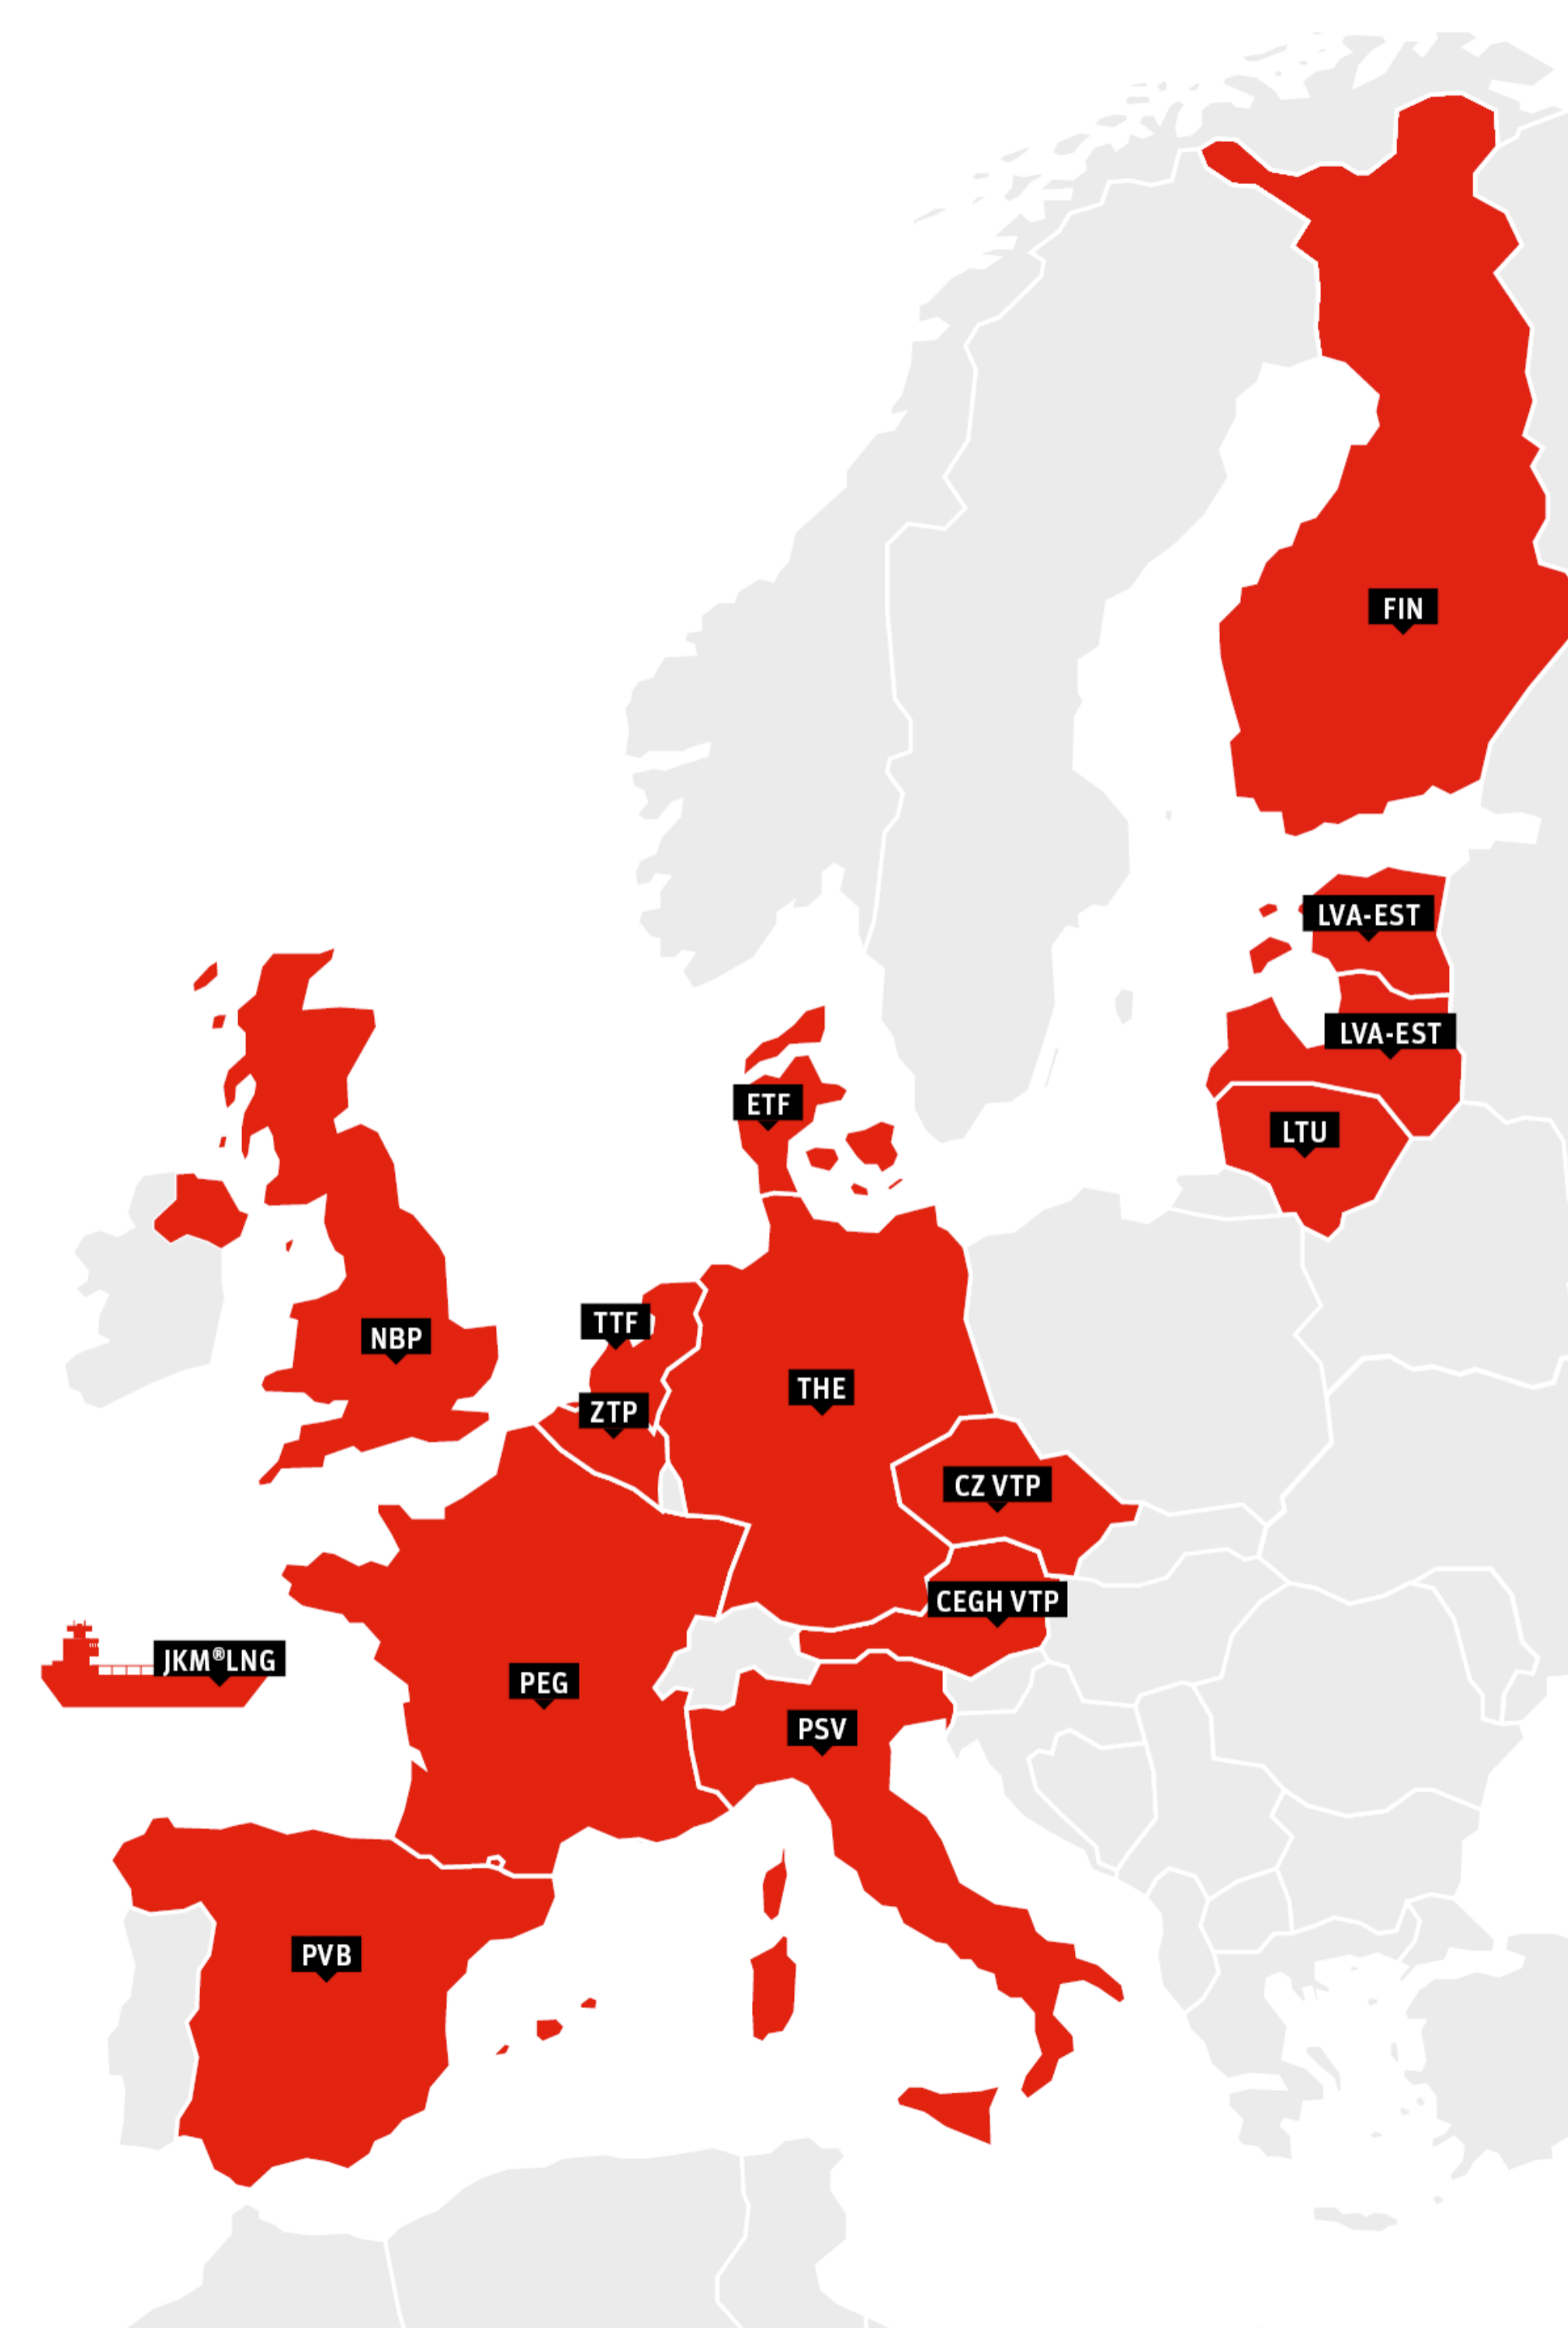 FIN
LVA-EST
LVA-EST
ETF
LTU
TTF
NBP
THE
ZTP
CZ VTP
CEGH VTP
JKM®LNG
PEG
PSV
PVB